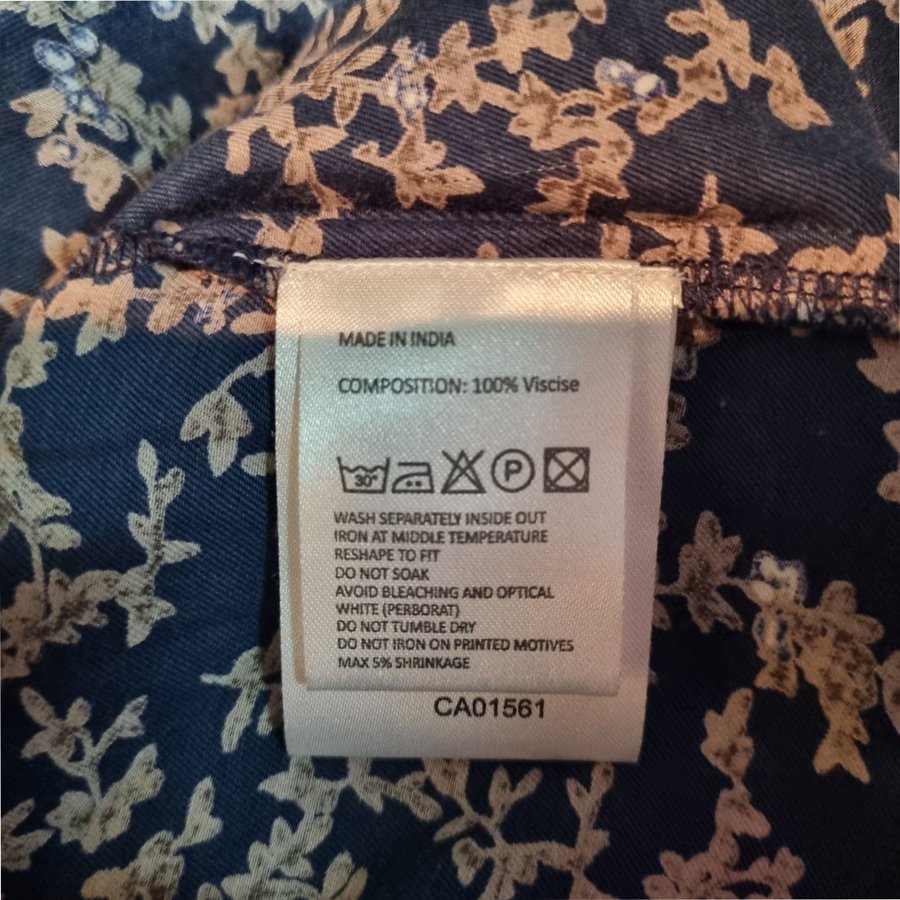 MADE IN INDIA
COMPOSITION: 100% Viscise
30°
P
WASH SEPARATELY INSIDE OUT
IRON AT MIDDLE TEMPERATURE
RESHAPE TO FIT
DO NOT SOAK
AVOID BLEACHING AND OPTICAL
WHITE (PERBORAT)
DO NOT TUMBLE DRY
DO NOT IRON ON PRINTED MOTIVES
MAX 5% SHRINKAGE
CA01561